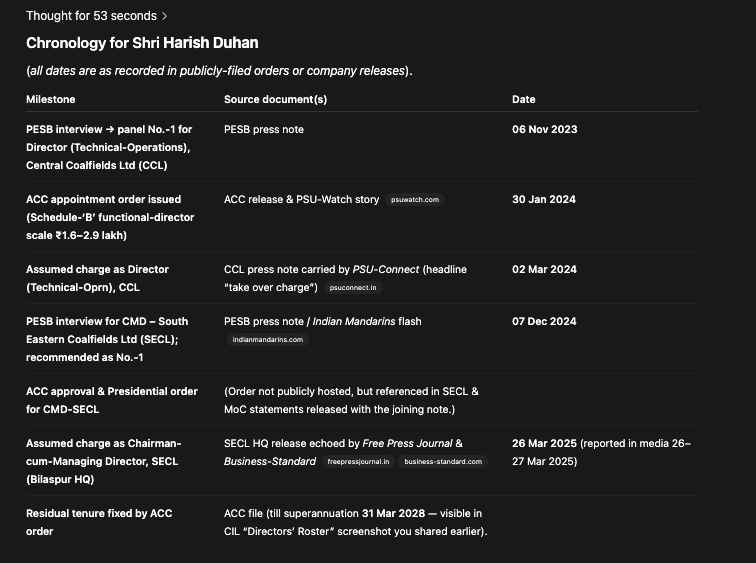 Thought for 53 seconds >
Chronology for Shri Harish Duhan
(all dates are as recorded in publicly-filed orders or company releases).
Milestone Source document(s) Date
PESB interview → panel No.-1 for PESB press note 06 Nov 2023
Director (Technical-Operations),
Central Coalfields Ltd (CCL)
ACC appointment order issued ACC release & PSU-Watch story psuwatch.com 30 Jan 2024
(Schedule-‘B’ functional-director
scale ₹1.6–2.9 lakh)
Assumed charge as Director CCL press note carried by PSU-Connect (headline 02 Mar 2024
(Technical-Oprn), CCL “take over charge”) psuconnect.in
PESB interview for CMD – South PESB press note / Indian Mandarins flash 07 Dec 2024
Eastern Coalfields Ltd (SECL); indianmandarins.com
recommended as No.-1
ACC approval & Presidential order (Order not publicly hosted, but referenced in SECL &
for CMD-SECL MoC statements released with the joining note.)
Assumed charge as Chairman- SECL HQ release echoed by Free Press Journal & 26 Mar 2025 (reported in media 26–
cum-Managing Director, SECL Business-Standard freepressjournal.in business-standard.com 27 Mar 2025)
(Bilaspur HQ)
Residual tenure fixed by ACC ACC file (till superannuation 31 Mar 2028 — visible in
order CIL “Directors’ Roster” screenshot you shared earlier).